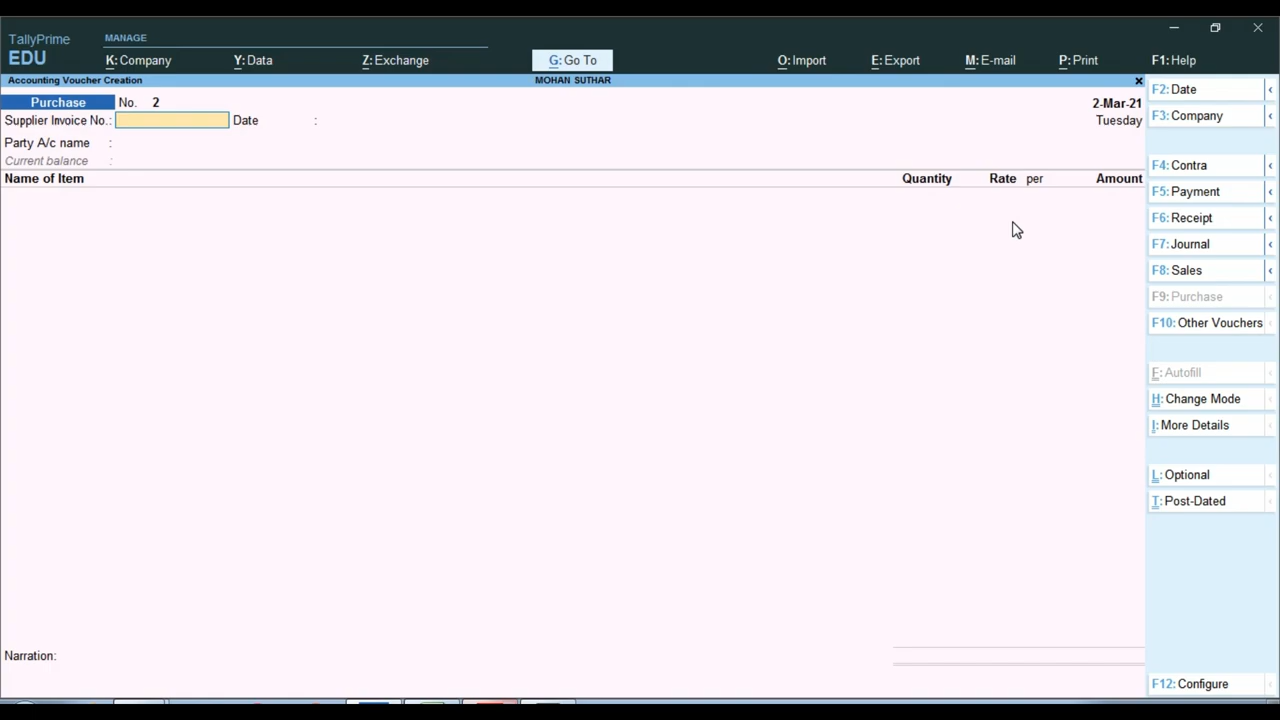 TallyPrime
EDU
MANAGE
K: Company
Y: Data
Z: Exchange
G: Go To
O: Import
E: Export
M: E-mail
P: Print
F1: Help
Accounting Voucher Creation
MOHAN SUTHAR
Purchase No. 2
2-Mar-21
Supplier Invoice No.: Date :
Tuesday
Party A/c name :
Current balance :
Name of Item Quantity Rate per Amount
Narration:
F2: Date
F3: Company
F4: Contra
F5: Payment
F6: Receipt
F7: Journal
F8: Sales
F9: Purchase
F10: Other Vouchers
F: Autofill
H: Change Mode
I: More Details
L: Optional
T: Post-Dated
F12: Configure